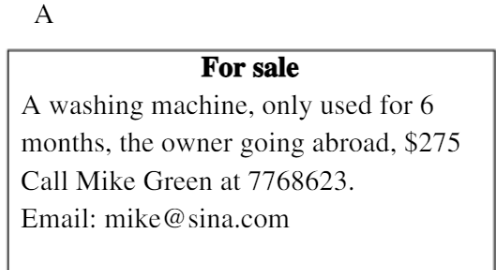 A
For sale
A washing machine, only used for 6
months, the owner going abroad, $275
Call Mike Green at 7768623.
Email: mike@sina.com